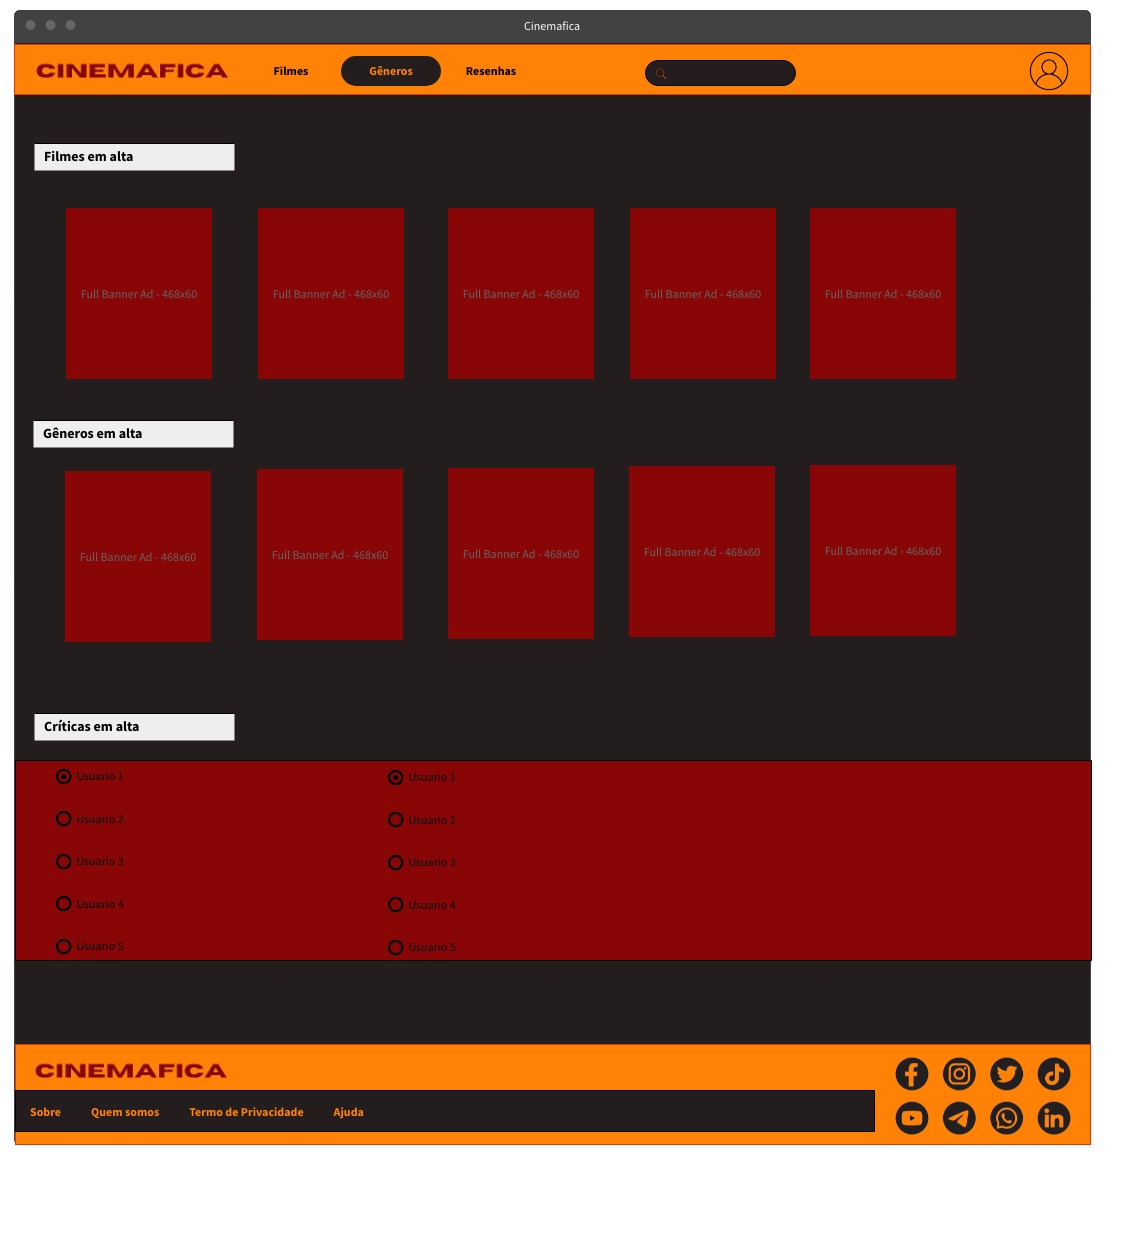 Cinemafica
CINEMAFICA
Filmes
Gêneros
Resenhas
Filmes em alta
Full Banner Ad - 468x60
Full Banner Ad - 468x60
Full Banner Ad - 468x60
Full Banner Ad - 468x60
Full Banner Ad - 468x60
Gêneros em alta
Full Banner Ad - 468x60
Full Banner Ad - 468x60
Full Banner Ad - 468x60
Full Banner Ad - 468x60
Full Banner Ad - 468x60
Críticas em alta
Usuario 1
Usuario 2
Usuario 3
Usuario 4
Usuario 5
Usuario 1
Usuario 2
Usuario 3
Usuario 4
Usuario 5
CINEMAFICA
Sobre
Quem somos
Termo de Privacidade
Ajuda